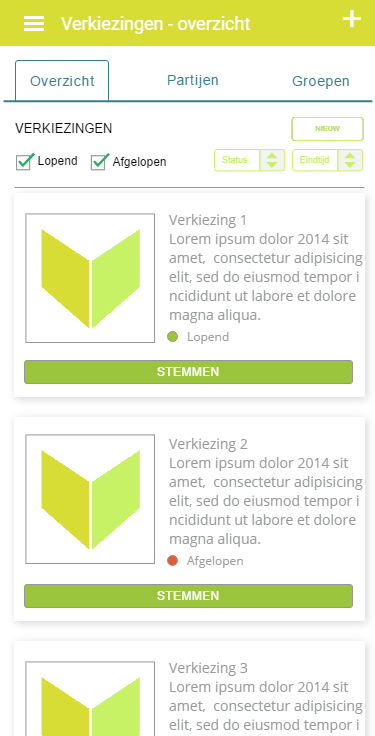 Verkiezingen - overzicht
Overzicht
Partijen
Groepen
VERKIEZINGEN
NIEUW
Lopend
Afgelopen
Status
Eindtijd
Verkiezing 1
Lorem ipsum dolor 2014 sit
amet, consectetur adipisicing
elit, sed do eiusmod tempor i
ncididunt ut labore et dolore
magna aliqua.
Lopend
STEMMEN
Verkiezing 2
Lorem ipsum dolor 2014 sit
amet, consectetur adipisicing
elit, sed do eiusmod tempor i
ncididunt ut labore et dolore
magna aliqua.
Afgelopen
STEMMEN
Verkiezing 3
Lorem ipsum dolor 2014 sit
amet, consectetur adipisicing
elit, sed do eiusmod tempor i